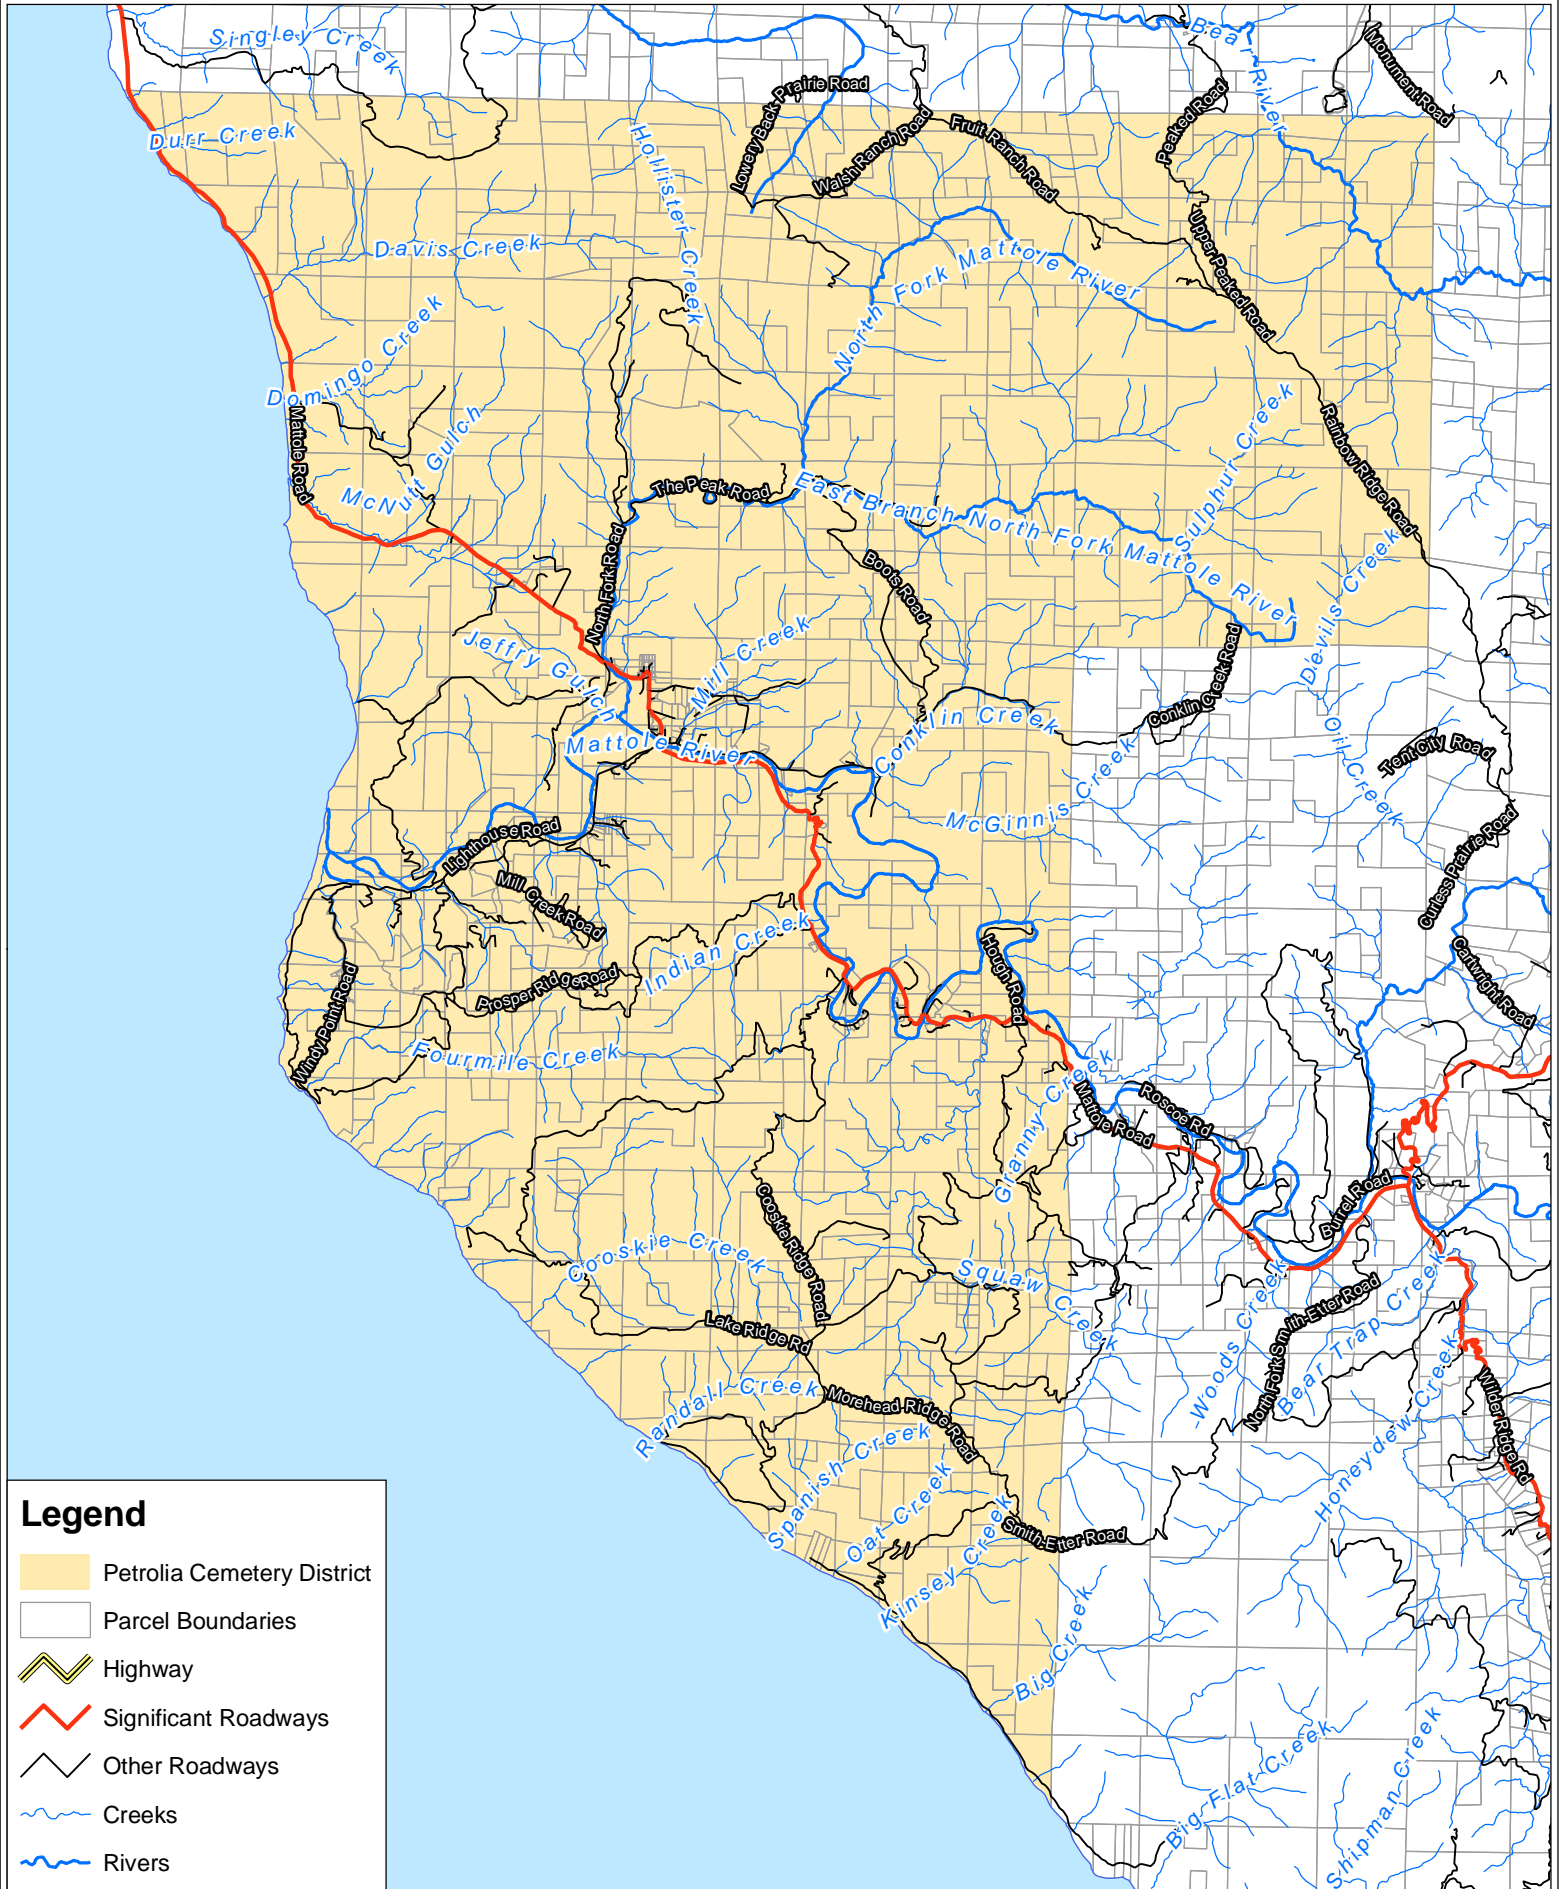 Singley Creek
Bear River
Monument Road
Lowery Back Prairie Road
Peaked Road
Durr Creek
Hollister Creek
Walsh Ranch Road
Fruit Ranch Road
Davis Creek
Upper Peaked Road
North Fork Mattole River
Domingo Creek
Mattole Road
McNutt Gulch
Sulphur Creek
Rainbow Ridge Road
The Peak Road
East Branch North Fork Mattole River
North Fork Road
Boots Road
Devils Creek
Jeffry Gulch
Mill Creek
Conklin Creek Road
Conklin Creek
Mattole River
Oil Creek
Tent City Road
McGinnis Creek
Lighthouse Road
Curless Prairie Road
Mill Creek Road
Indian Creek
Hough Road
Cartwright Road
Prosper Ridge Road
Windy Point Road
Fourmile Creek
Granny Creek
Mattole Road
Roscoe Rd
Burrel Road
Cooskie Ridge Road
Cooskie Creek
Squaw Creek
Lake Ridge Rd
Woods Creek
North Fork Smith-Etter Road
Bear Trap Creek
Honeydew Creek
Wilder Ridge Rd
Randall Creek
Morehead Ridge Road
Spanish Creek
Oat Creek
Kinsey Creek
Smith-Etter Road
Big Creek
Big Flat Creek
Shipman Creek
Legend
Petrolia Cemetery District
Parcel Boundaries
Highway
Significant Roadways
Other Roadways
Creeks
Rivers